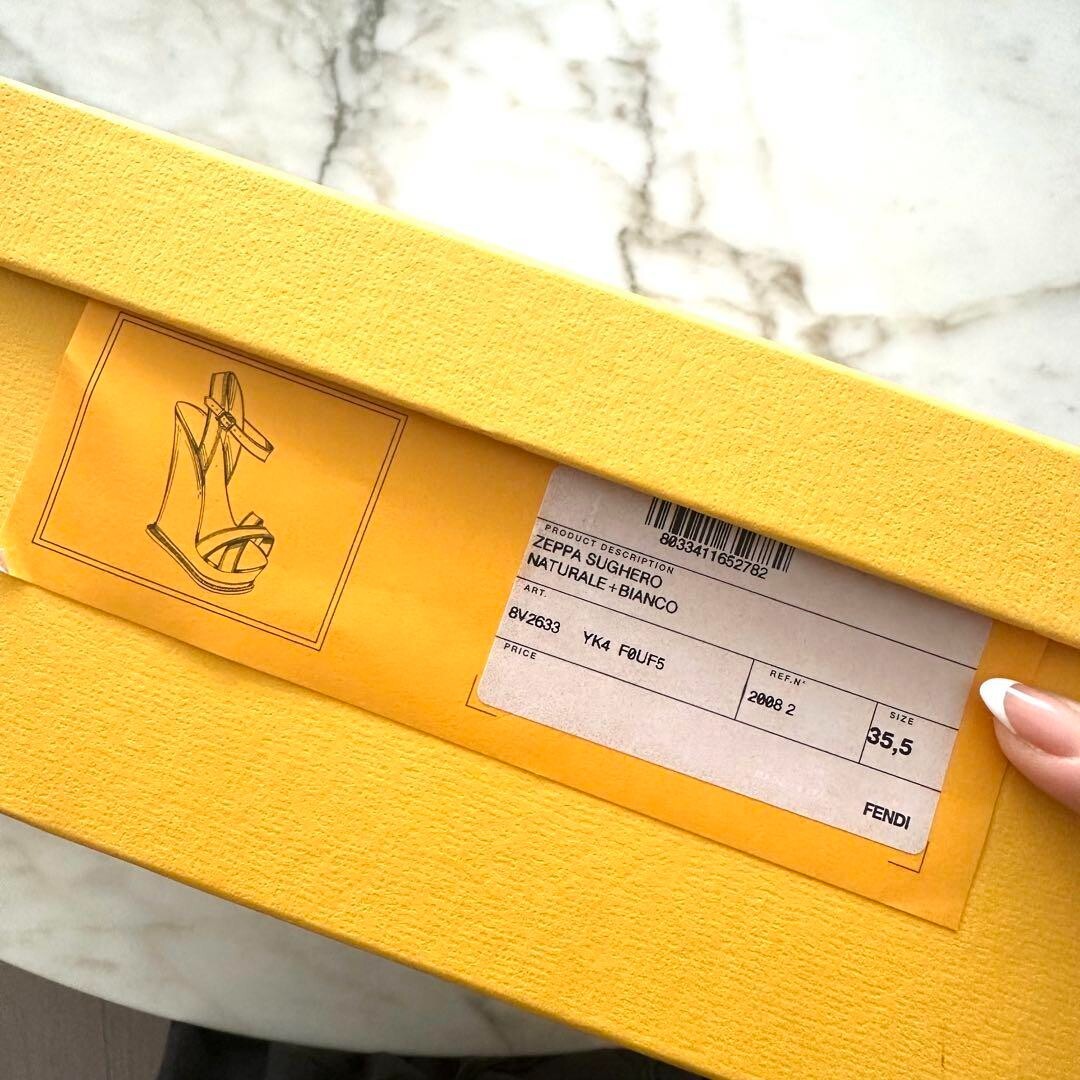 8033411652782
PRODUCT DESCRIPTION
ZEPPA SUGHERO
NATURALE+BIANCO
ART.
8V2633 YK4 F0UF5
PRICE
REF.N°
2008 2
SIZE
35,5
FENDI